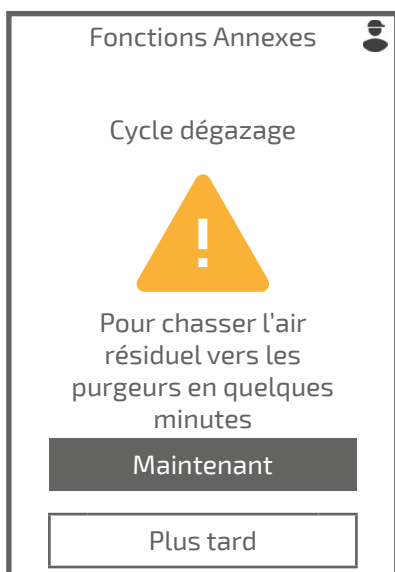 Fonctions Annexes
Cycle dégazage
!
Pour chasser l'air
résiduel vers les
purgeurs en quelques
minutes
Maintenant
Plus tard